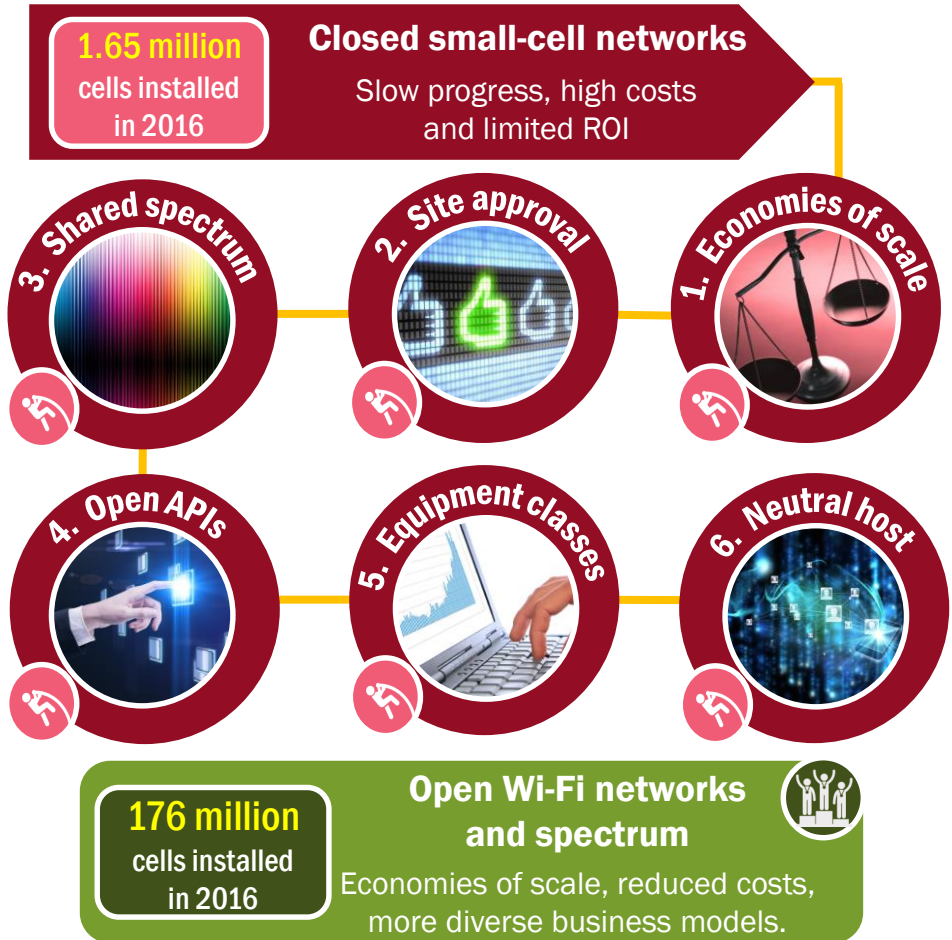 1.65 million
cells installed
in 2016
Closed small-cell networks
Slow progress, high costs
and limited ROI
1. Economies of scale
2. Site approval
3. Shared spectrum
4. Open APIs
5. Equipment classes
6. Neutral host
176 million
cells installed
in 2016
Open Wi-Fi networks
and spectrum
Economies of scale, reduced costs,
more diverse business models.